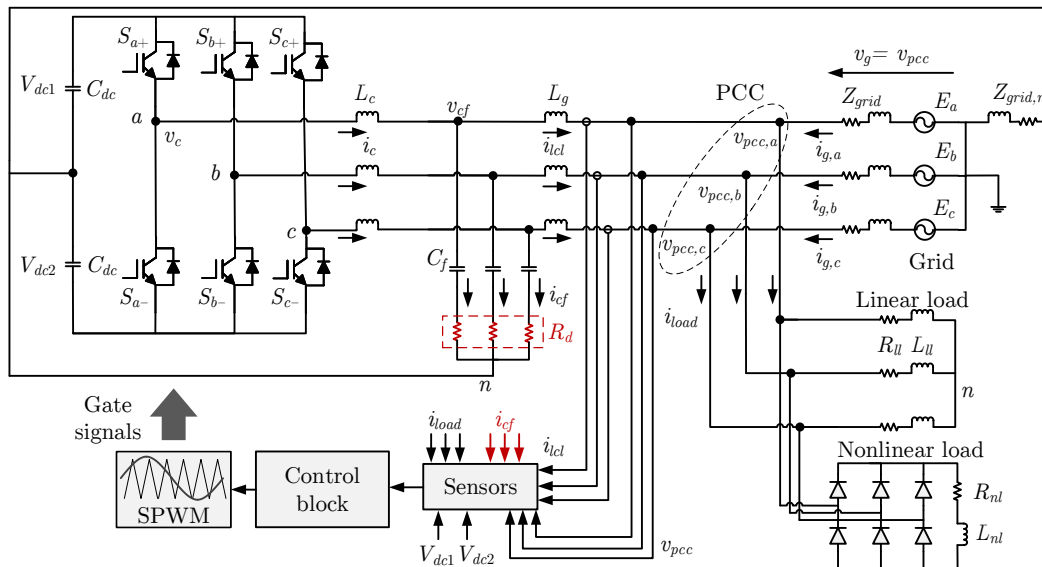 S_{a+} S_{b+} S_{c+}
V_{dc1} C_{dc}
a v_c
b
c
V_{dc2} C_{dc}
S_{a-} S_{b-} S_{c-}
L_c v_{cf} L_g
i_c i_{lcl}
C_f
i_{cf}
R_d
n
PCC
v_g= v_{pcc}
Z_{grid} E_a
v_{pcc,a} i_{g,a}
E_b
v_{pcc,b} i_{g,b}
E_c
v_{pcc,c} i_{g,c}
Grid
i_{load}
Linear load
R_{ll} L_{ll}
n
Nonlinear load
R_{nl}
L_{nl}
Gate
signals
SPWM
Control
block
i_{load} i_{cf}
i_{lcl}
Sensors
V_{dc1} V_{dc2}
v_{pcc}